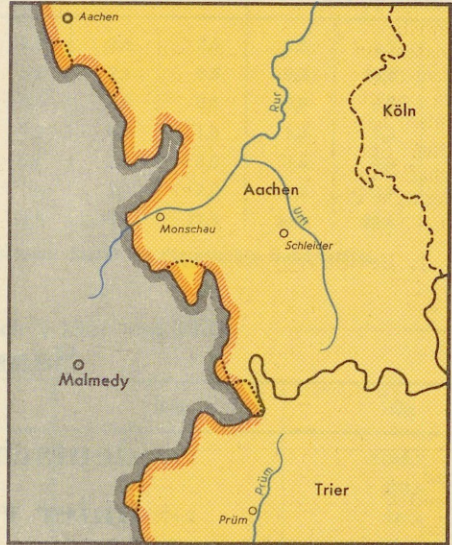 Aachen
Rur
Köln
Aachen
Urft
Monschau
Schleider
Malmedy
Prüm
Trier
Prüm